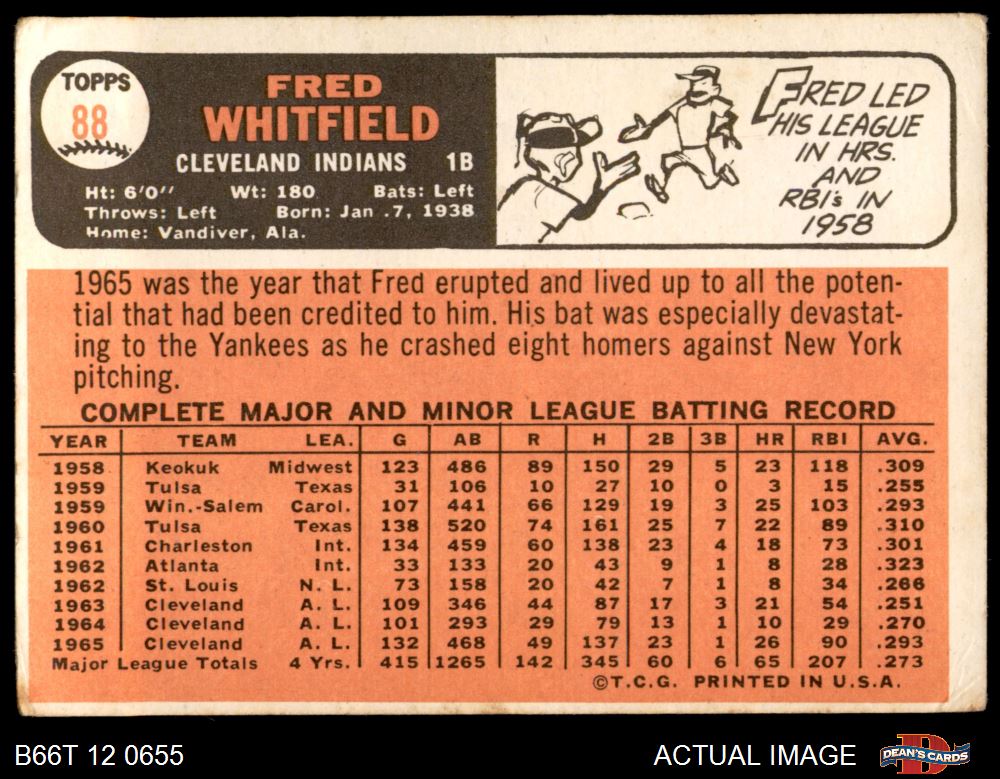 TOPPS
88
FRED
WHITFIELD
CLEVELAND INDIANS 1B
Ht: 6'0" Wt: 180 Bats: Left
Throws: Left Born: Jan .7, 1938
Home: Vandiver, Ala.
FRED LED
HIS LEAGUE
IN HRS.
AND
RBI's IN
1958
1965 was the year that Fred erupted and lived up to all the poten-
tial that had been credited to him. His bat was especially devastat-
ing to the Yankees as he crashed eight homers against New York
pitching.
COMPLETE MAJOR AND MINOR LEAGUE BATTING RECORD
YEAR TEAM LEA. G AB R H 2B 3B HR RBI AVG.
1958 Keokuk Midwest 123 486 89 150 29 5 23 118 .309
1959 Tulsa Texas 31 106 10 27 10 0 3 15 .255
1959 Win.-Salem Carol. 107 441 66 129 19 3 25 103 .293
1960 Tulsa Texas 138 520 74 161 25 7 22 89 .310
1961 Charleston Int. 134 459 60 138 23 4 18 73 .301
1962 Atlanta Int. 33 133 20 43 9 1 8 28 .323
1962 St. Louis N. L. 73 158 20 42 7 1 8 34 .266
1963 Cleveland A. L. 109 346 44 87 17 3 21 54 .251
1964 Cleveland A. L. 101 293 29 79 13 1 10 29 .270
1965 Cleveland A. L. 132 468 49 137 23 1 26 90 .293
Major League Totals 4 Yrs. 415 1265 142 345 60 6 65 207 .273
©T.C.G. PRINTED IN U.S.A.
B66T 12 0655 ACTUAL IMAGE
DEAN'S CARDS